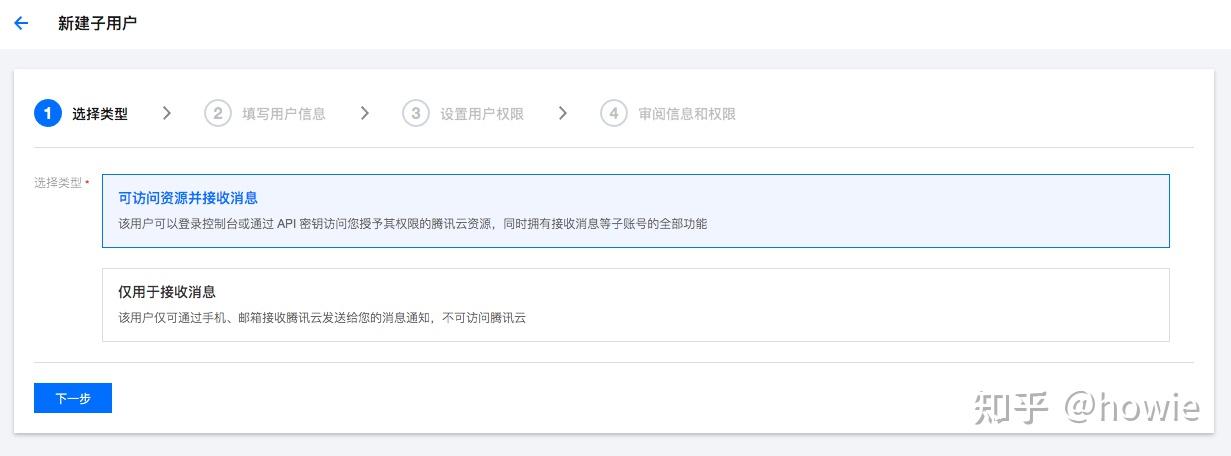 新建子用户
1 选择类型 2 填写用户信息 3 设置用户权限 4 审阅信息和权限
选择类型 *
可访问资源并接收消息
该用户可以登录控制台或通过 API 密钥访问您授予其权限的腾讯云资源，同时拥有接收消息等子账号的全部功能
仅用于接收消息
该用户仅可通过手机、邮箱接收腾讯云发送给您的消息通知，不可访问腾讯云
下一步
知乎 @howie